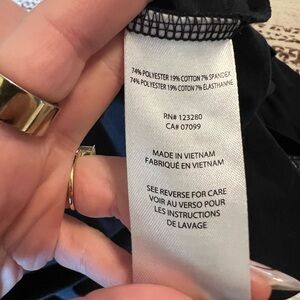 74% POLYESTER 19% COTTON 7% SPANDEX
74% POLYESTER 19% COTTON 7% ÉLASTHANNE
RN# 123280
CA# 07099
MADE IN VIETNAM
FABRIQUÉ EN VIETNAM
SEE REVERSE FOR CARE
VOIR AU VERSO POUR
LES INSTRUCTIONS
DE LAVAGE